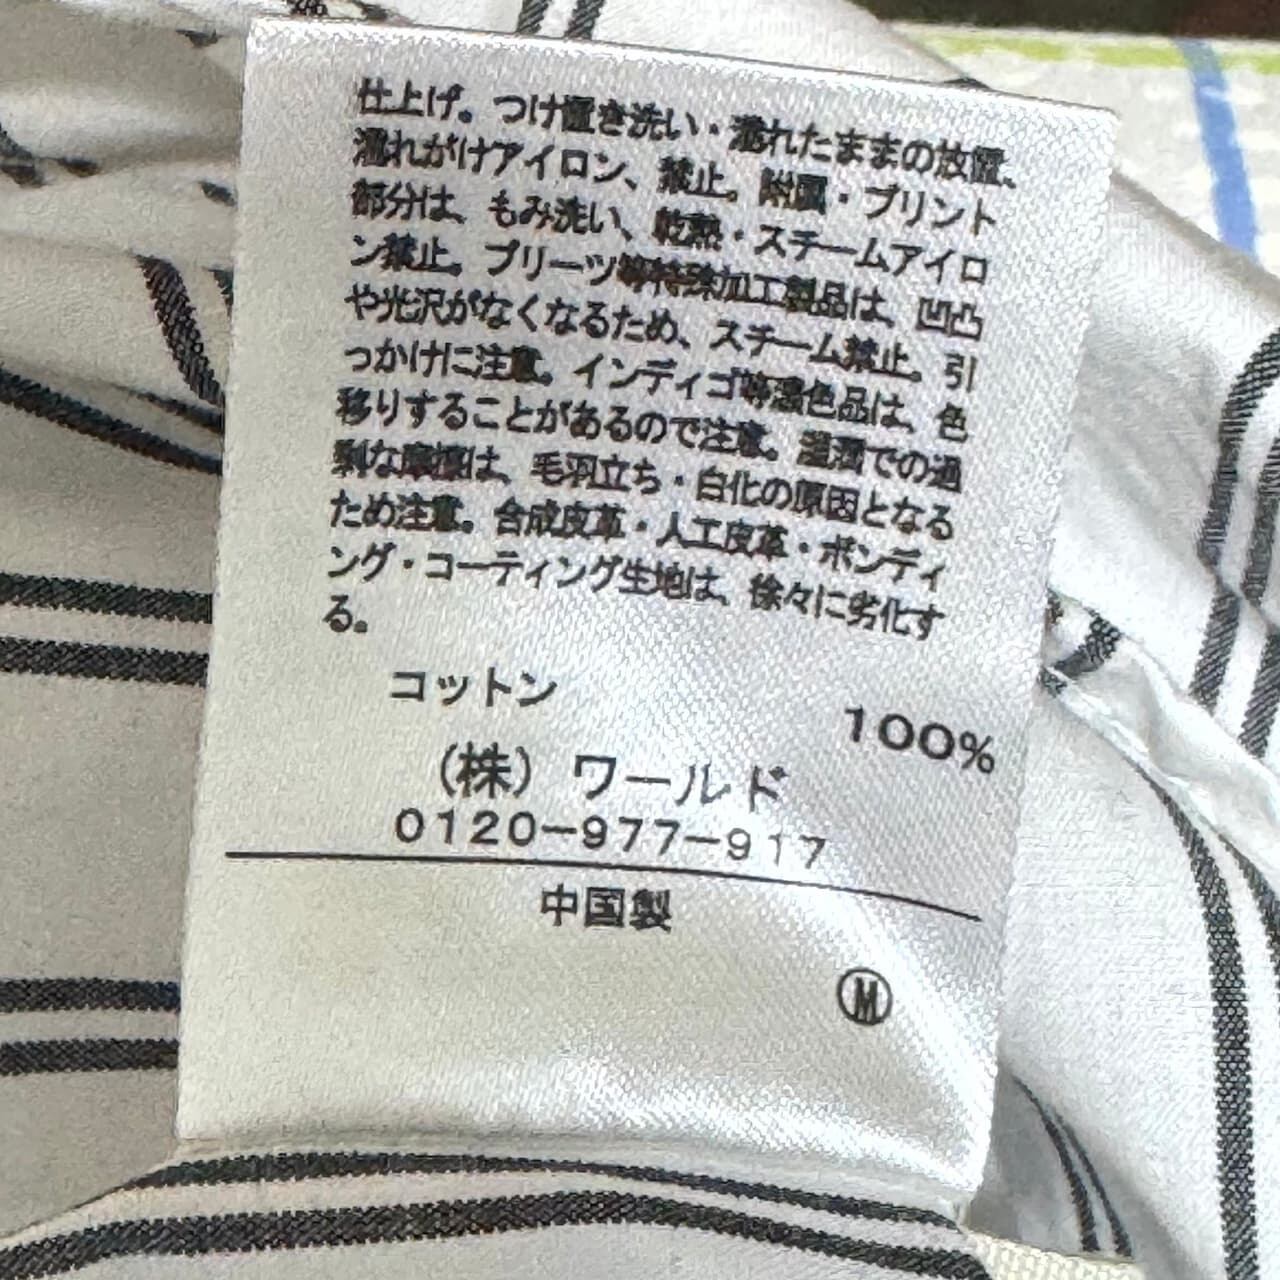 仕上げ。つけ置き洗い・濡れたままの放置、
濡れがけアイロン、禁止。附属・プリント
部分は、もみ洗い、乾熱・スチームアイロ
ン禁止。プリーツ等特殊加工製品は、凹凸
や光沢がなくなるため、スチーム禁止。引
っかけに注意。インディゴ等濃色品は、色
移りすることがあるので注意。湿潤での過
剰な摩擦は、毛羽立ち・白化の原因となる
ため注意。合成皮革・人工皮革・ボンディ
ング・コーティング生地は、徐々に劣化す
る。
コットン 100%
(株) ワールド
0120-977-917
中国製
Ⓜ